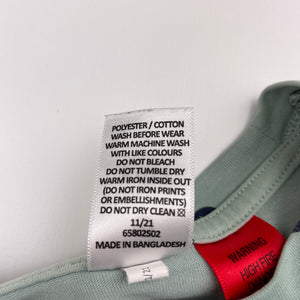 POLYESTER / COTTON
WASH BEFORE WEAR
WARM MACHINE WASH
WITH LIKE COLOURS
DO NOT BLEACH
DO NOT TUMBLE DRY
WARM IRON INSIDE OUT
(DO NOT IRON PRINTS
OR EMBELLISHMENTS)
DO NOT DRY CLEAN
11/21
65802502
MADE IN BANGLADESH
WARNING
HIGH FIRE